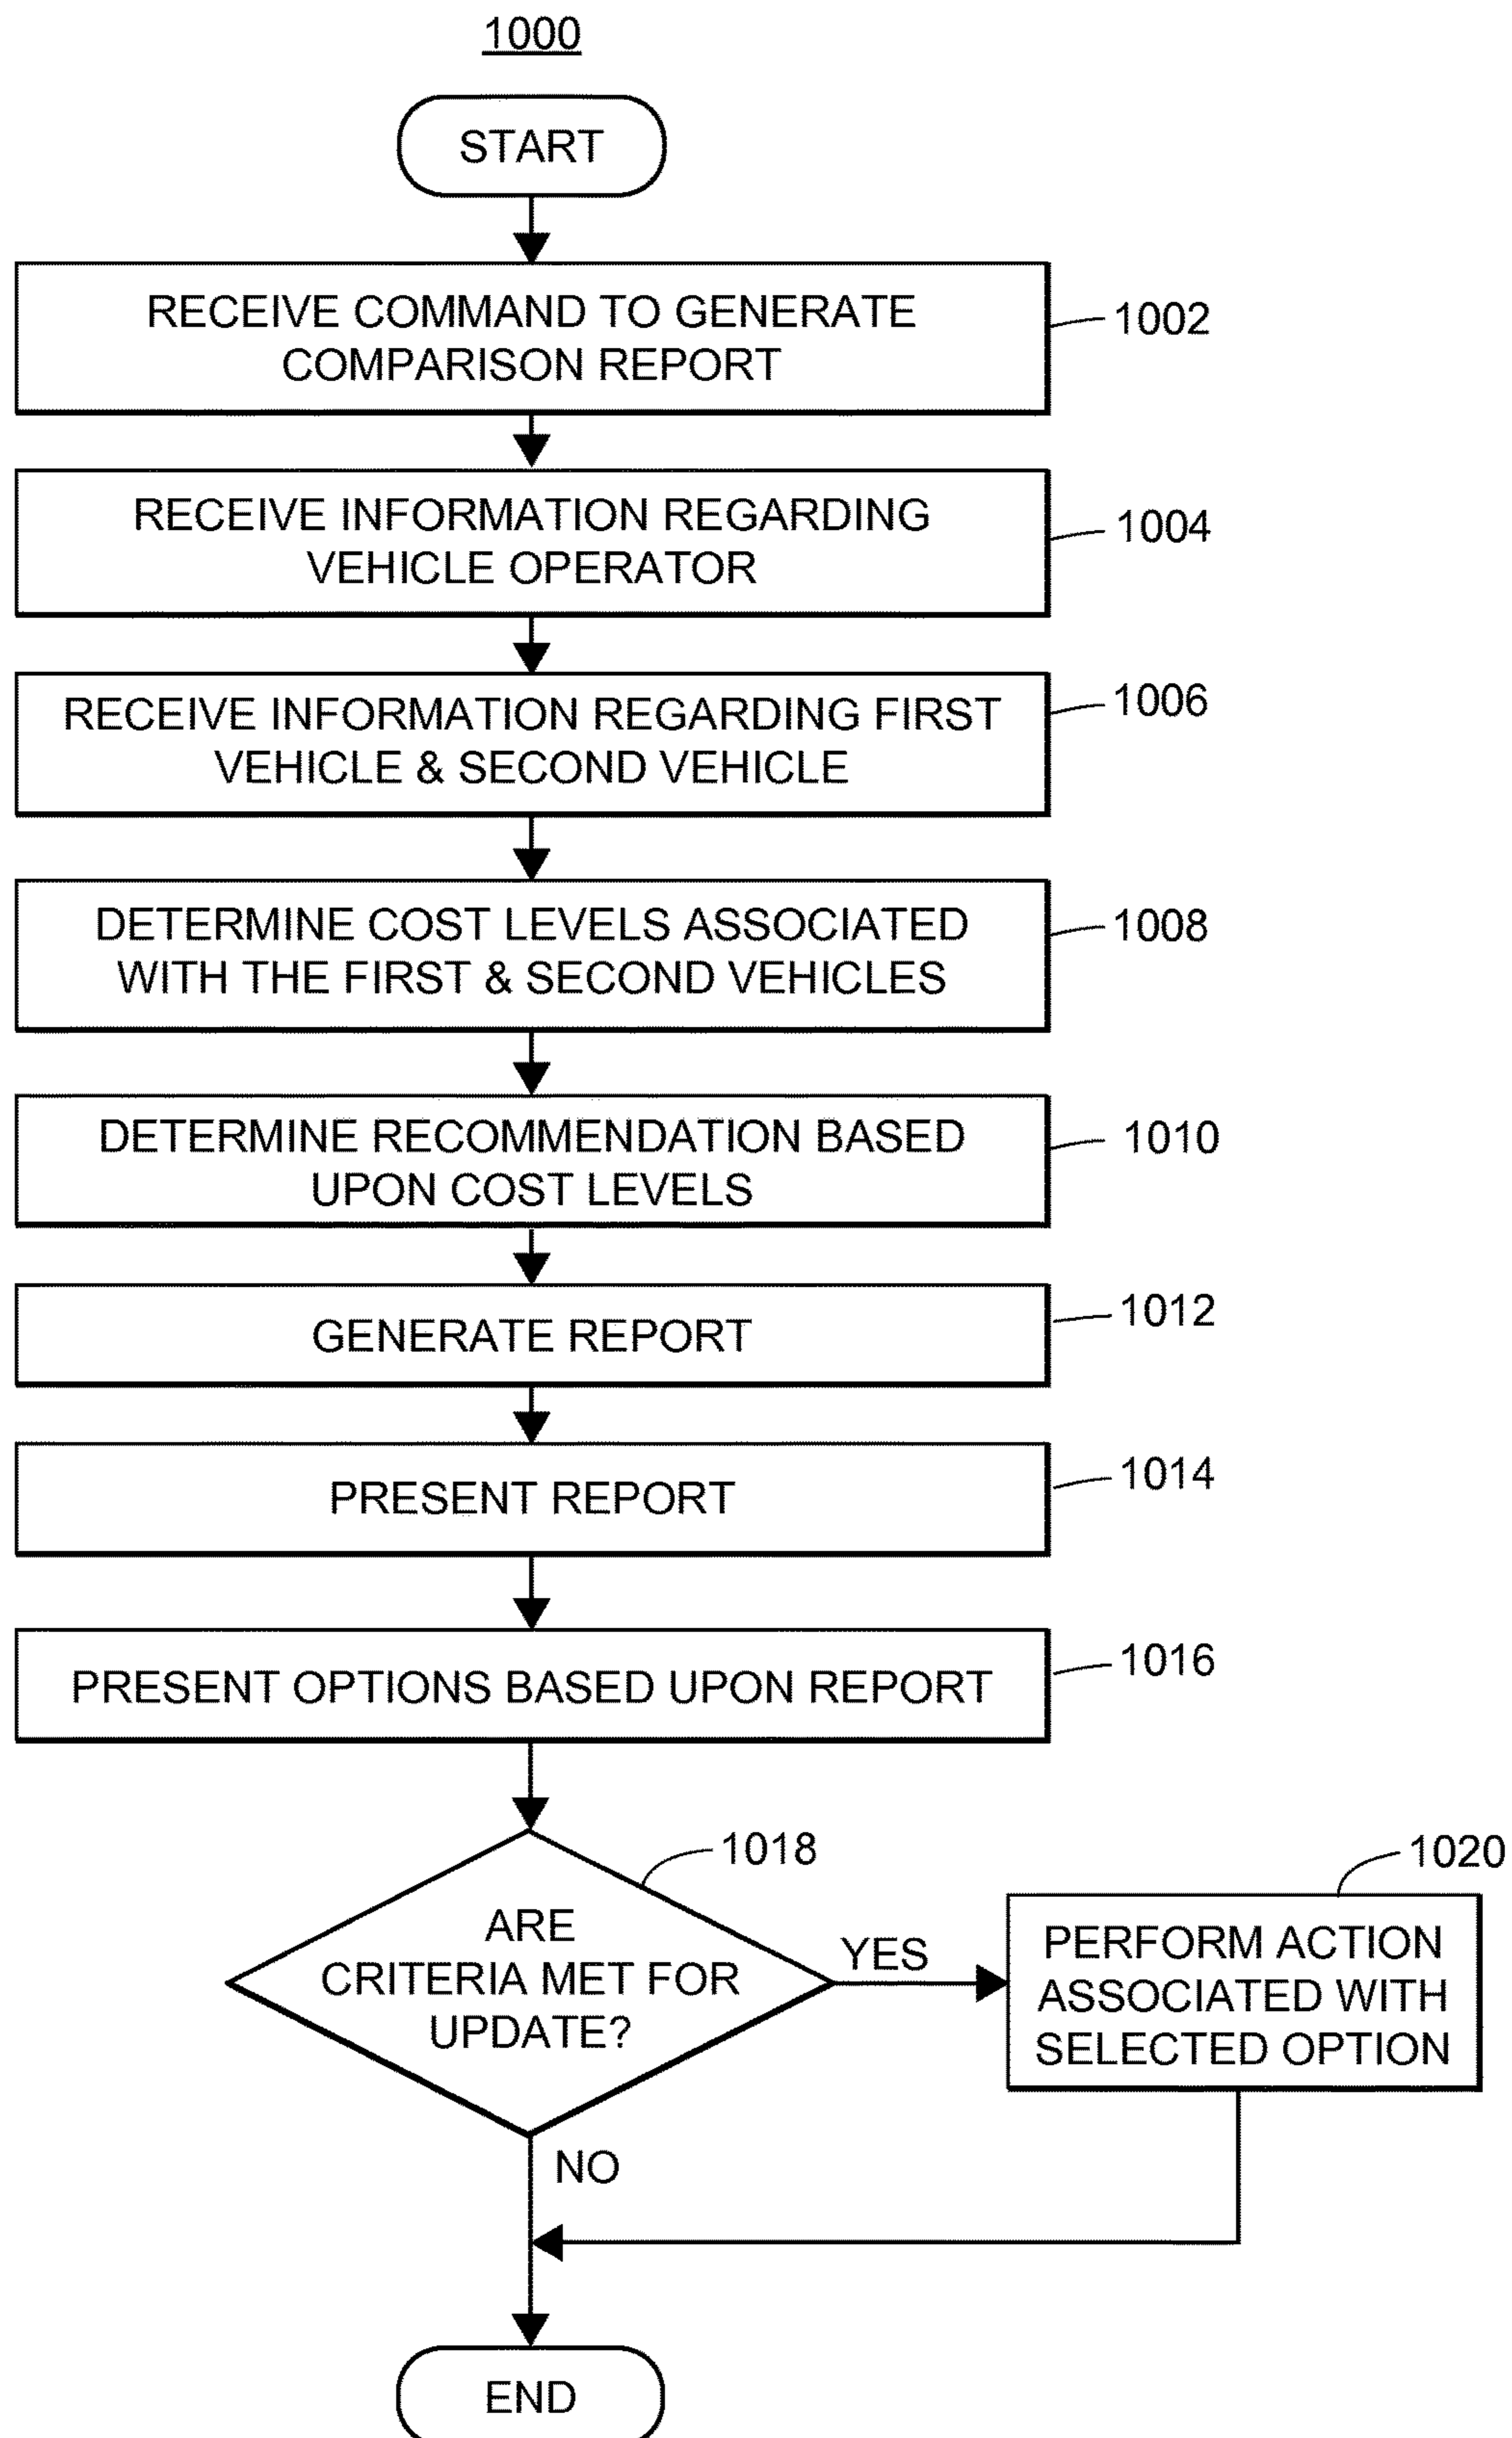 1000
START
RECEIVE COMMAND TO GENERATE
COMPARISON REPORT
1002
RECEIVE INFORMATION REGARDING
VEHICLE OPERATOR
1004
RECEIVE INFORMATION REGARDING FIRST
VEHICLE & SECOND VEHICLE
1006
DETERMINE COST LEVELS ASSOCIATED
WITH THE FIRST & SECOND VEHICLES
1008
DETERMINE RECOMMENDATION BASED
UPON COST LEVELS
1010
GENERATE REPORT
1012
PRESENT REPORT
1014
PRESENT OPTIONS BASED UPON REPORT
1016
ARE
CRITERIA MET FOR
UPDATE?
1018
YES
PERFORM ACTION
ASSOCIATED WITH
SELECTED OPTION
1020
NO
END